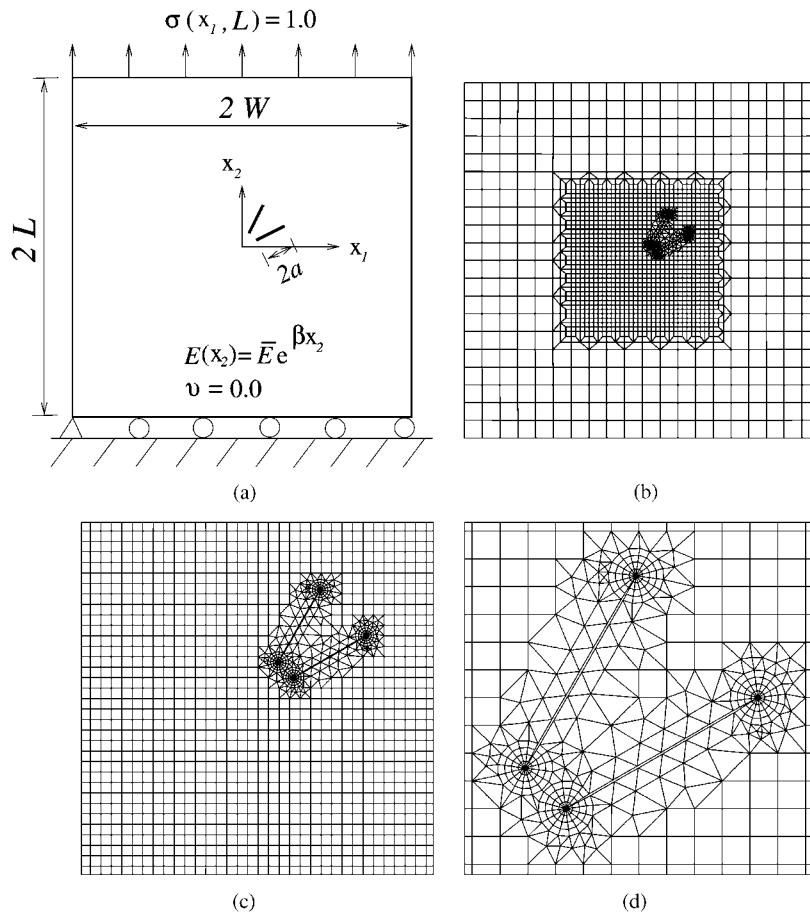 σ(x₁, L) = 1.0
2 W
x₂
2 L
x₁
2a
E(x₂) = E̅ e^βx₂
υ = 0.0
(a)
(b)
(c)
(d)